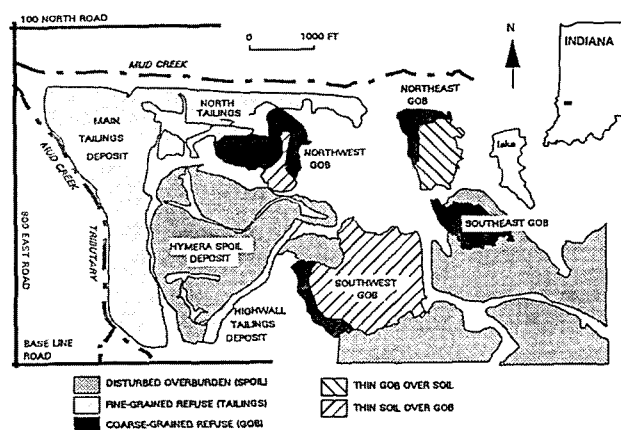 100 NORTH ROAD
0 1000 FT
N
INDIANA
MUD CREEK
NORTHEAST
GOB
NORTH
TAILINGS
MAIN
TAILINGS
DEPOSIT
NORTHWEST
GOB
lake
MUD CREEK
TRIBUTARY
800 EAST ROAD
SOUTHEAST GOB
HYMERA SPOIL
DEPOSIT
SOUTHWEST
GOB
HIGHWALL
TAILINGS
DEPOSIT
BASE LINE
ROAD
DISTURBED OVERBURDEN (SPOIL)
FINE-GRAINED REFUSE (TAILINGS)
COARSE-GRAINED REFUSE (GOB)
THIN GOB OVER SOIL
THIN SOIL OVER GOB